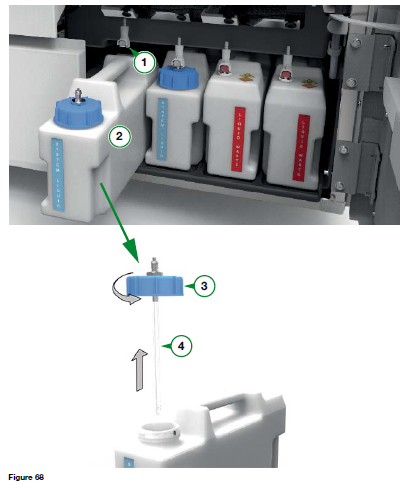 1
2
SYSTEM LIQUID
SYSTEM LIQUID
LIQUID WASTE
LIQUID WASTE
3
4
Figure 68